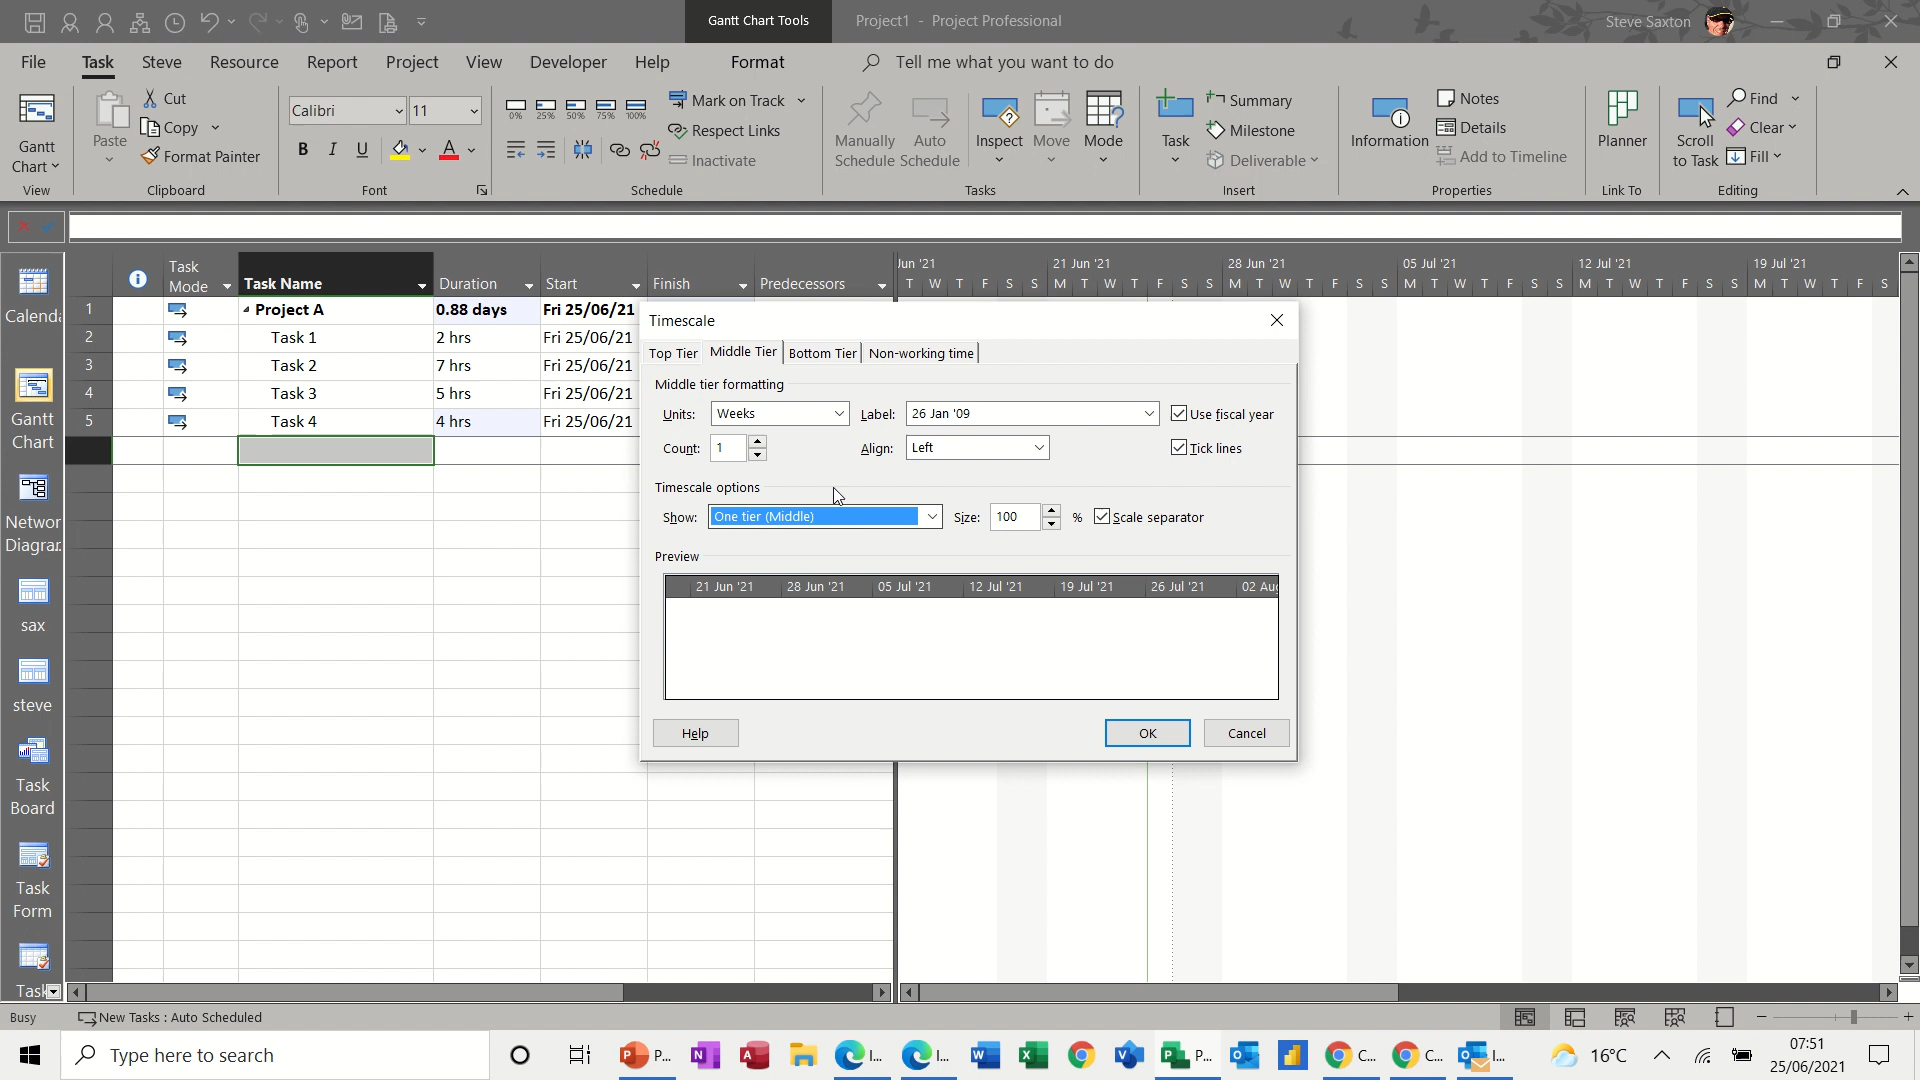 Gantt Chart Tools
Project1 - Project Professional
Steve Saxton
File Task Steve Resource Report Project View Developer Help Format Tell me what you want to do
Gantt
Chart
View
Paste
Cut
Copy
Format Painter
Clipboard
Calibri 11
B I U A
Font
0% 25% 50% 75% 100%
Mark on Track
Respect Links
Inactivate
Schedule
Manually
Schedule
Auto
Schedule
Inspect
Move
Mode
Tasks
Task
Summary
Milestone
Deliverable
Insert
Information
Notes
Details
Add to Timeline
Properties
Planner
Link To
Scroll
to Task
Find
Clear
Fill
Editing
Calenda
Gantt
Chart
Networ
Diagrar
sax
steve
Task
Board
Task
Form
Task
Task
Mode
Task Name Duration Start Finish Predecessors
Jun '21 21 Jun '21 28 Jun '21 05 Jul '21 12 Jul '21 19 Jul '21
T W T F S S M T W T F S S M T W T F S S M T W T F S S M T W T F S S M T W T F S
1 Project A 0.88 days Fri 25/06/21
2 Task 1 2 hrs Fri 25/06/21
3 Task 2 7 hrs Fri 25/06/21
4 Task 3 5 hrs Fri 25/06/21
5 Task 4 4 hrs Fri 25/06/21
Timescale
Top Tier Middle Tier Bottom Tier Non-working time
Middle tier formatting
Units: Weeks Label: 26 Jan '09 Use fiscal year
Count: 1 Align: Left Tick lines
Timescale options
Show: One tier (Middle) Size: 100 % Scale separator
Preview
21 Jun '21 28 Jun '21 05 Jul '21 12 Jul '21 19 Jul '21 26 Jul '21 02 Aug
Help OK Cancel
Busy New Tasks : Auto Scheduled
Type here to search
P... I... I... P... C... C... I...
16°C
07:51
25/06/2021